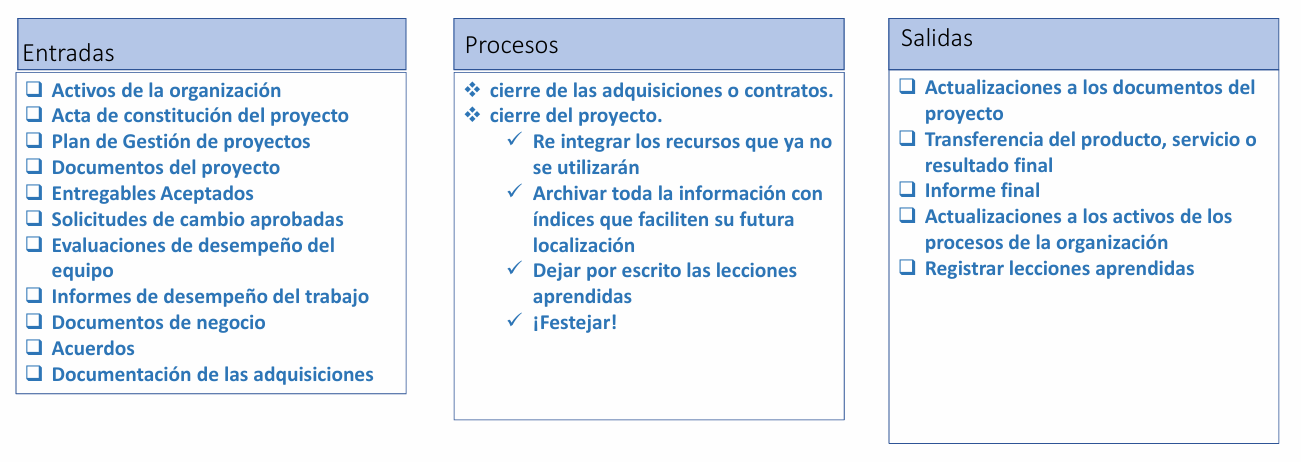 Entradas
Activos de la organización
Acta de constitución del proyecto
Plan de Gestión de proyectos
Documentos del proyecto
Entregables Aceptados
Solicitudes de cambio aprobadas
Evaluaciones de desempeño del
equipo
Informes de desempeño del trabajo
Documentos de negocio
Acuerdos
Documentación de las adquisiciones
Procesos
cierre de las adquisiciones o contratos.
cierre del proyecto.
Re integrar los recursos que ya no
se utilizarán
Archivar toda la información con
índices que faciliten su futura
localización
Dejar por escrito las lecciones
aprendidas
¡Festejar!
Salidas
Actualizaciones a los documentos del
proyecto
Transferencia del producto, servicio o
resultado final
Informe final
Actualizaciones a los activos de los
procesos de la organización
Registrar lecciones aprendidas